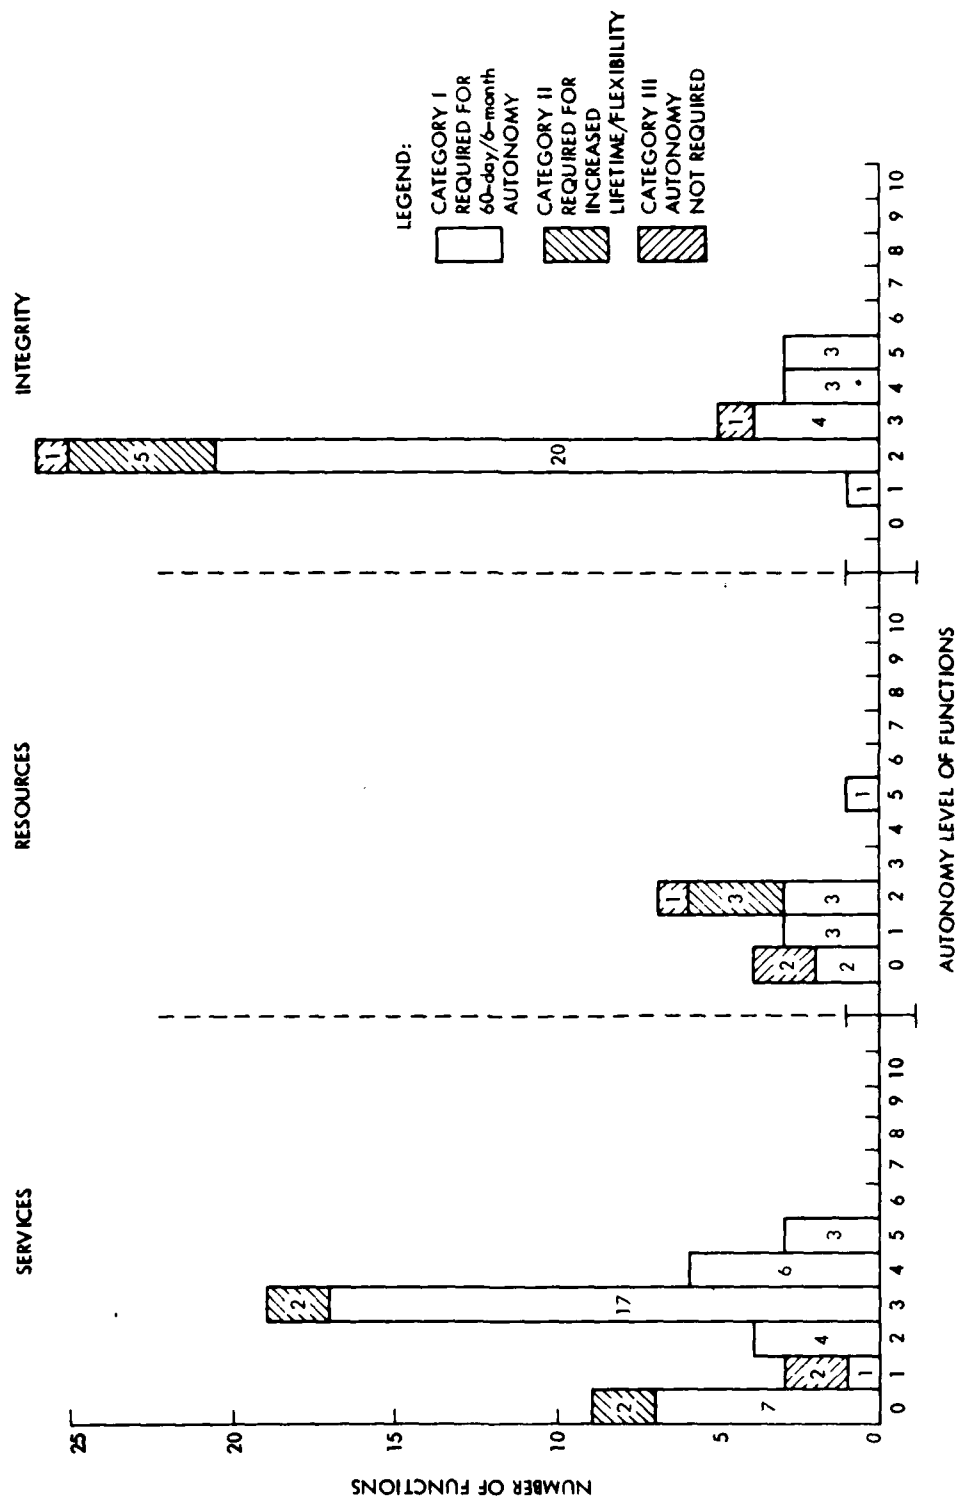 SERVICES
RESOURCES
INTEGRITY
LEGEND:
CATEGORY I
REQUIRED FOR
60-day/6-month
AUTONOMY
CATEGORY II
REQUIRED FOR
INCREASED
LIFETIME/FLEXIBILITY
CATEGORY III
AUTONOMY
NOT REQUIRED
NUMBER OF FUNCTIONS
25
20
15
10
5
0
2
7
2
1
4
2
17
6
3
2
2
3
1
3
3
1
1
1
5
20
1
4
3
3
0 1 2 3 4 5 6 7 8 9 10
0 1 2 3 4 5 6 7 8 9 10
0 1 2 3 4 5 6 7 8 9 10
AUTONOMY LEVEL OF FUNCTIONS